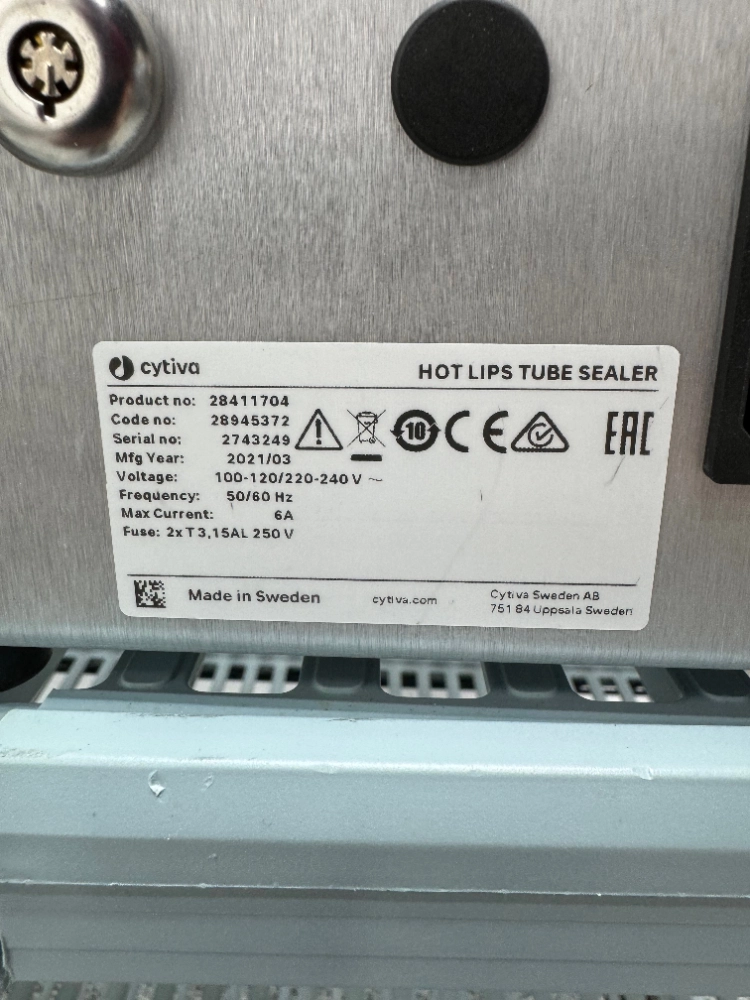 cytiva
HOT LIPS TUBE SEALER
Product no: 28411704
Code no: 28945372
Serial no: 2743249
Mfg Year: 2021/03
Voltage: 100-120/220-240 V ~
Frequency: 50/60 Hz
Max Current: 6A
Fuse: 2x T 3,15AL 250 V
10
CE
EAC
Made in Sweden
cytiva.com
Cytiva Sweden AB
751 84 Uppsala Sweden